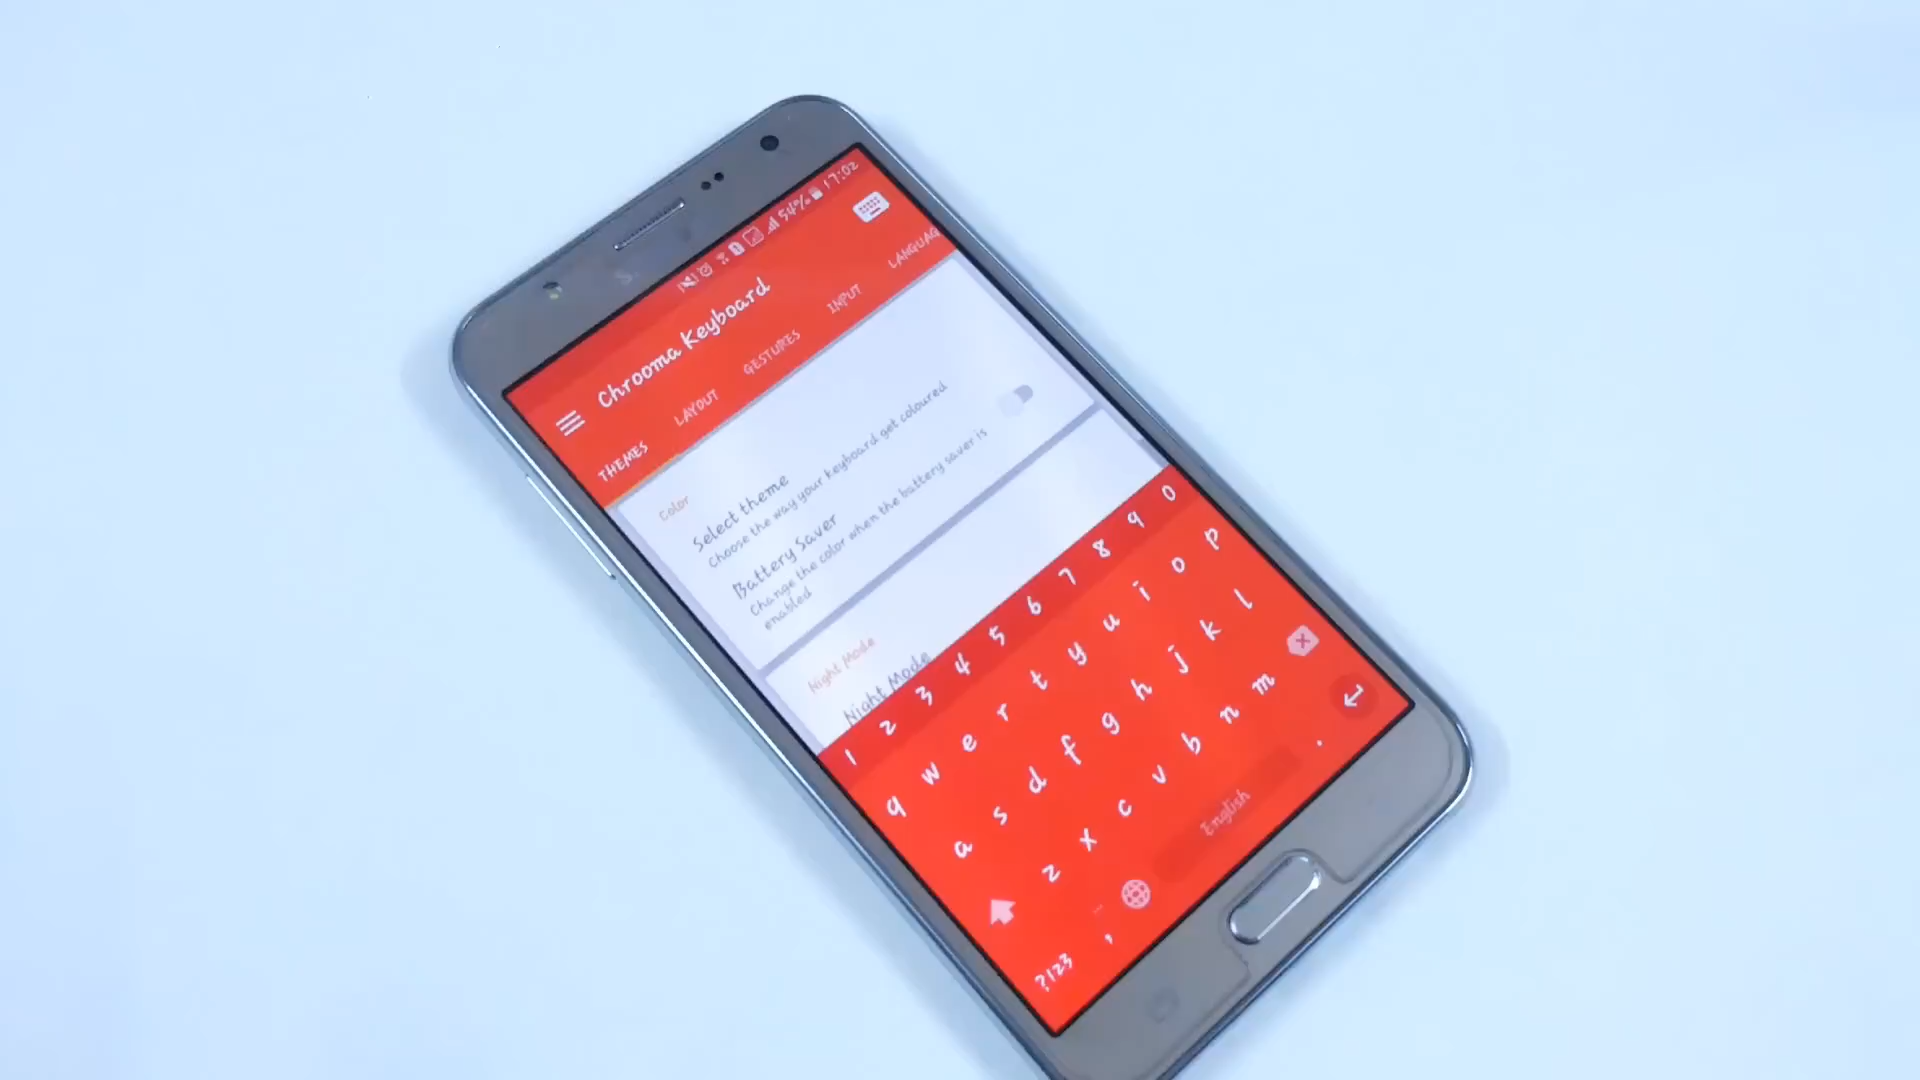 54% 17:02
Chrooma Keyboard
THEMES LAYOUT GESTURES INPUT LANGUAG
Color
Select theme
Choose the way your keyboard get coloured
Battery Saver
Change the color when the battery saver is
enabled
Night Mode
Night Mode
1 2 3 4 5 6 7 8 9 0
q w e r t y u i o p
a s d f g h j k l
z x c v b n m
?123 , English .